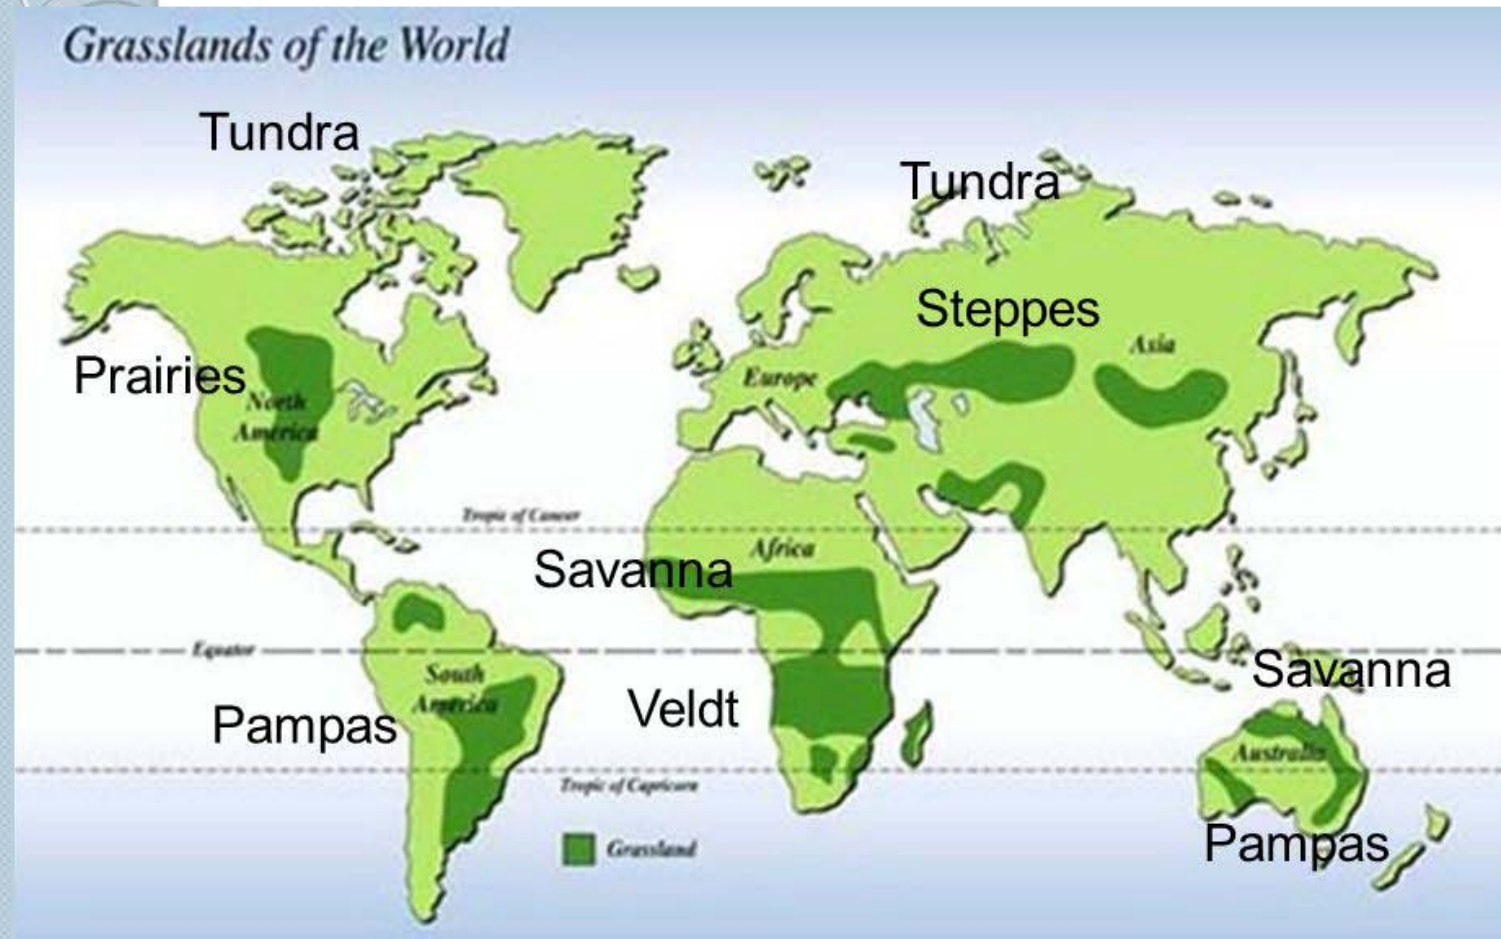 Grasslands of the World
Tundra
Tundra
Steppes
Asia
Prairies
Europe
North
America
Tropic of Cancer
Africa
Savanna
Equator
South
America
Savanna
Veldt
Pampas
Australia
Tropic of Capricorn
Pampas
Grassland